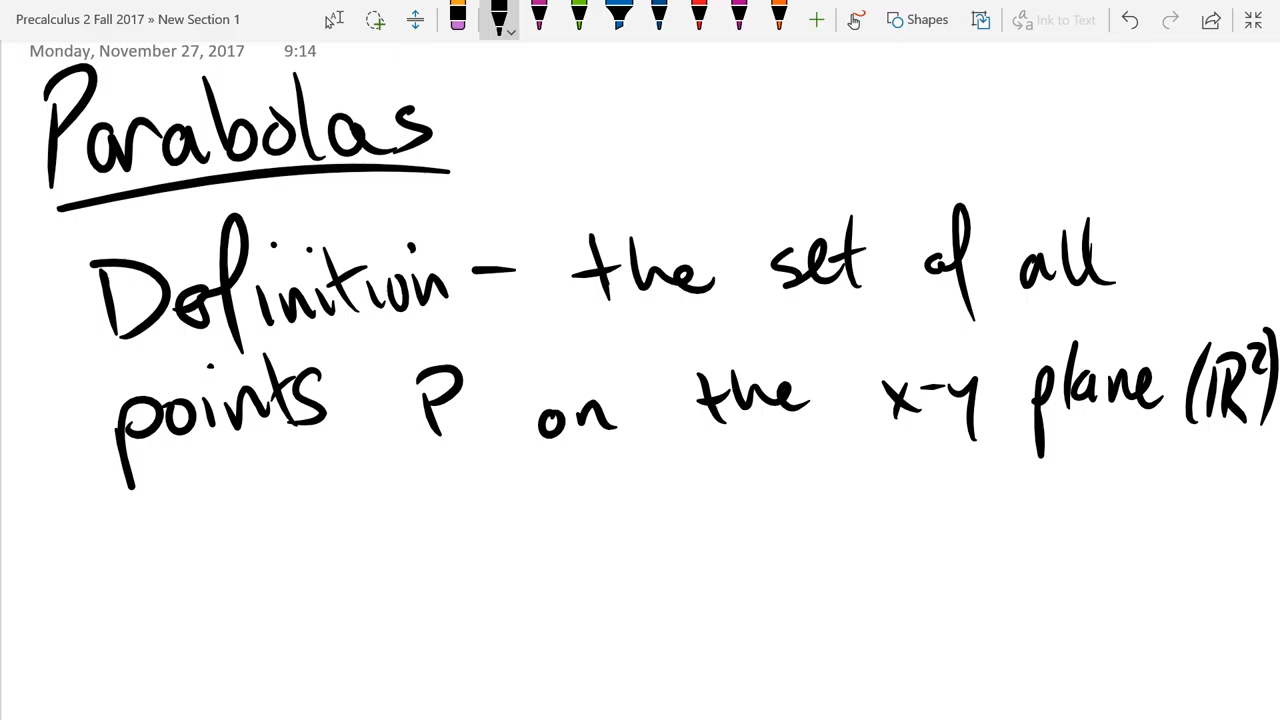 Precalculus 2 Fall 2017 » New Section 1
Shapes
Ink to Text
Monday, November 27, 2017 9:14
Parabolas
Definition - the set of all
points P on the x-y plane (ℝ²)